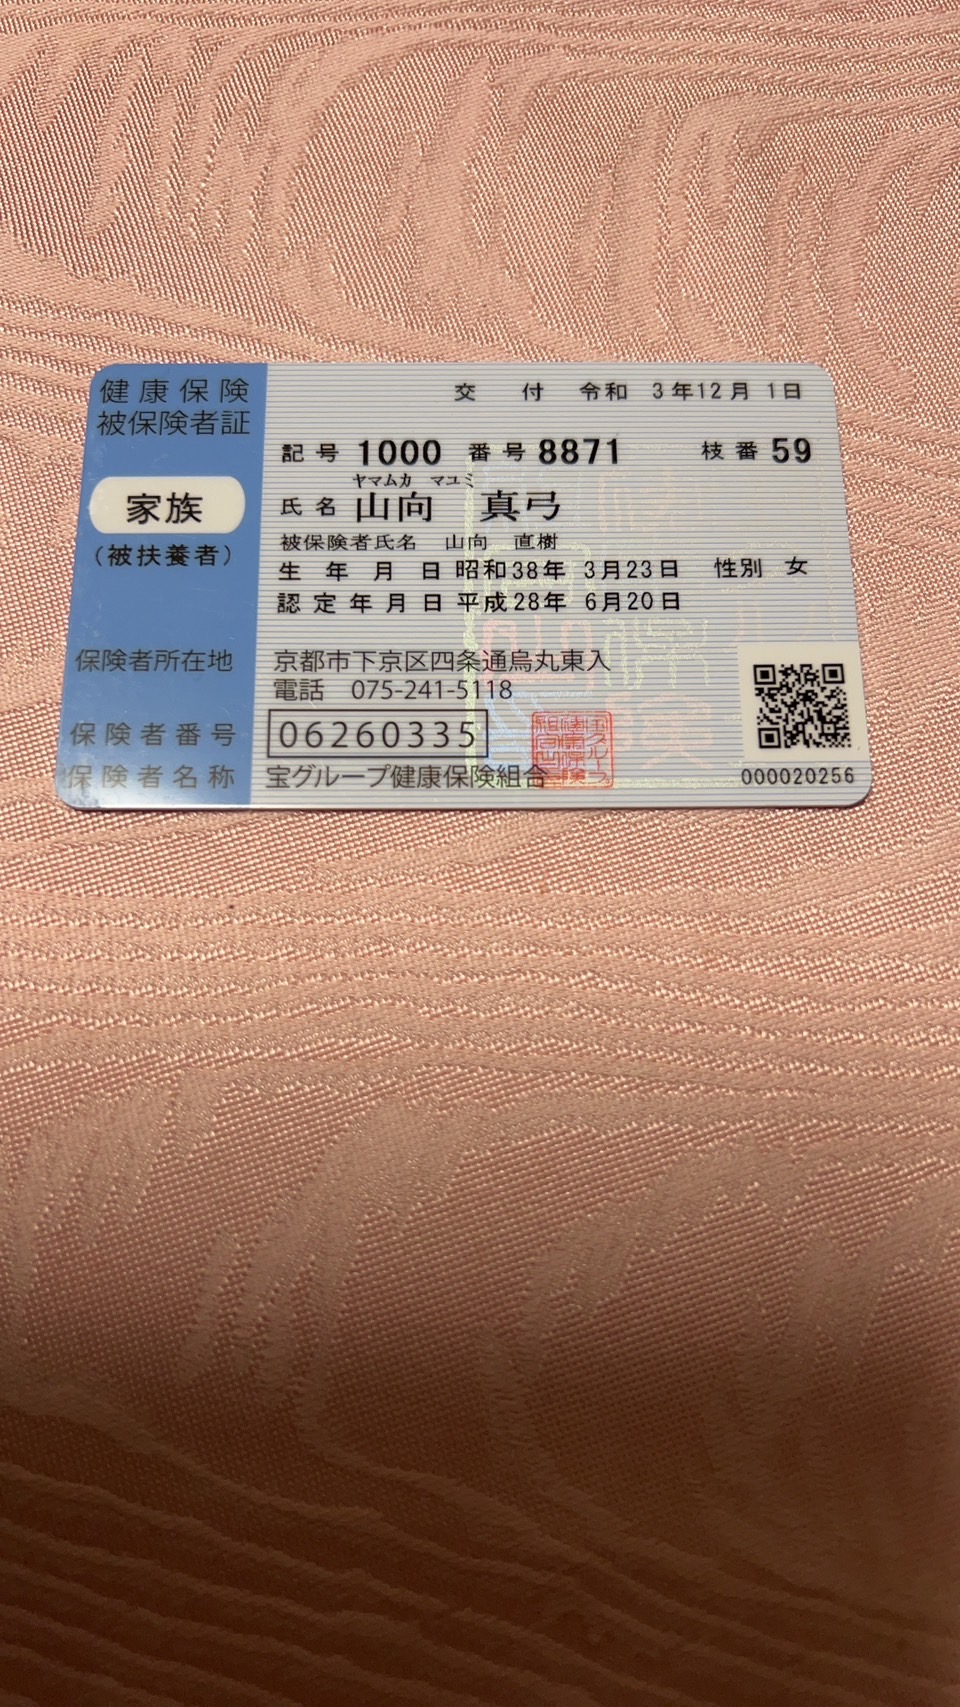 健康保険
被保険者証
交付 令和 3年12月 1日
記号 1000 番号 8871 枝番 59
ヤマムカ マユミ
氏名 山向 真弓
家族
(被扶養者)
被保険者氏名 山向 直樹
生年月日 昭和38年 3月23日 性別 女
認定年月日 平成28年 6月20日
保険者所在地 京都市下京区四条通烏丸東入
電話 075-241-5118
保険者番号 06260335
保険者名称 宝グループ健康保険組合
000020256